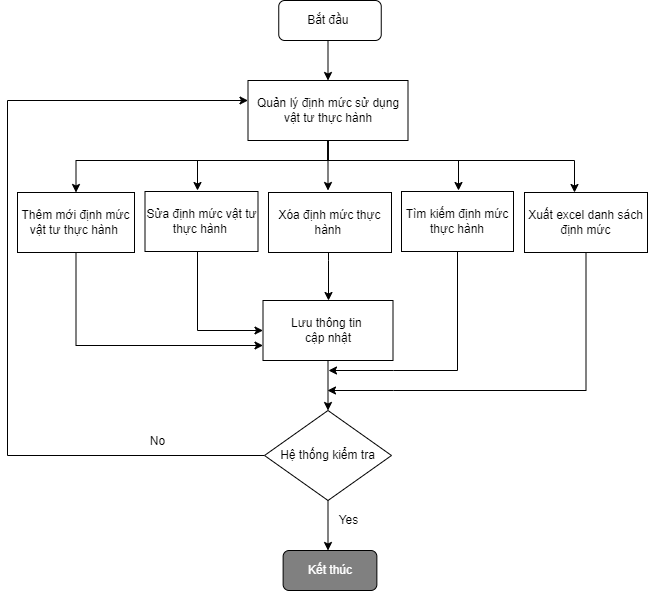 Bắt đầu
Quản lý định mức sử dụng
vật tư thực hành
Thêm mới định mức
vật tư thực hành
Sửa định mức vật tư
thực hành
Xóa định mức thực
hành
Tìm kiếm định mức
thực hành
Xuất excel danh sách
định mức
Lưu thông tin
cập nhật
No
Hệ thống kiểm tra
Yes
Kết thúc